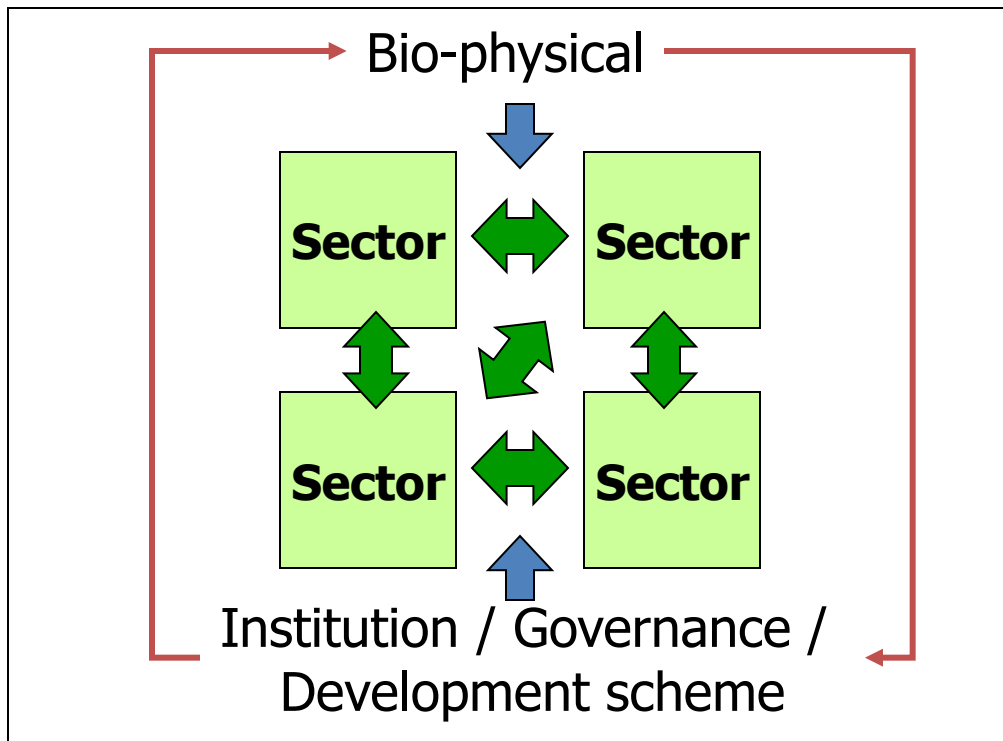 Bio-physical
Sector
Sector
Sector
Sector
Institution / Governance /
Development scheme